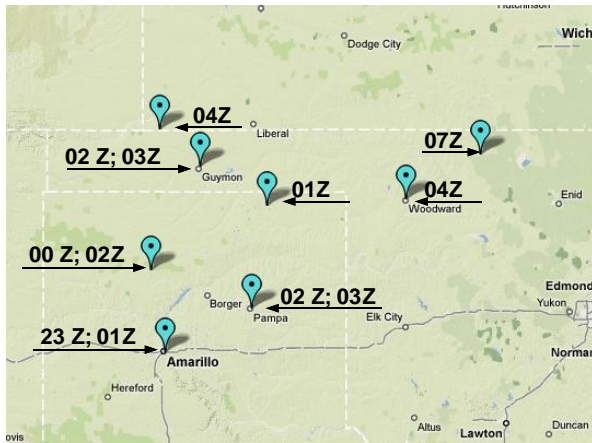 Hutchinson
Dodge City
Wich
04Z
Liberal
07Z
02 Z; 03Z
Guymon
01Z
04Z
Woodward
Enid
00 Z; 02Z
Borger
02 Z; 03Z
Pampa
Edmond
Yukon
Elk City
23 Z; 01Z
Amarillo
Norman
Hereford
Altus
Lawton
Duncan
ovis